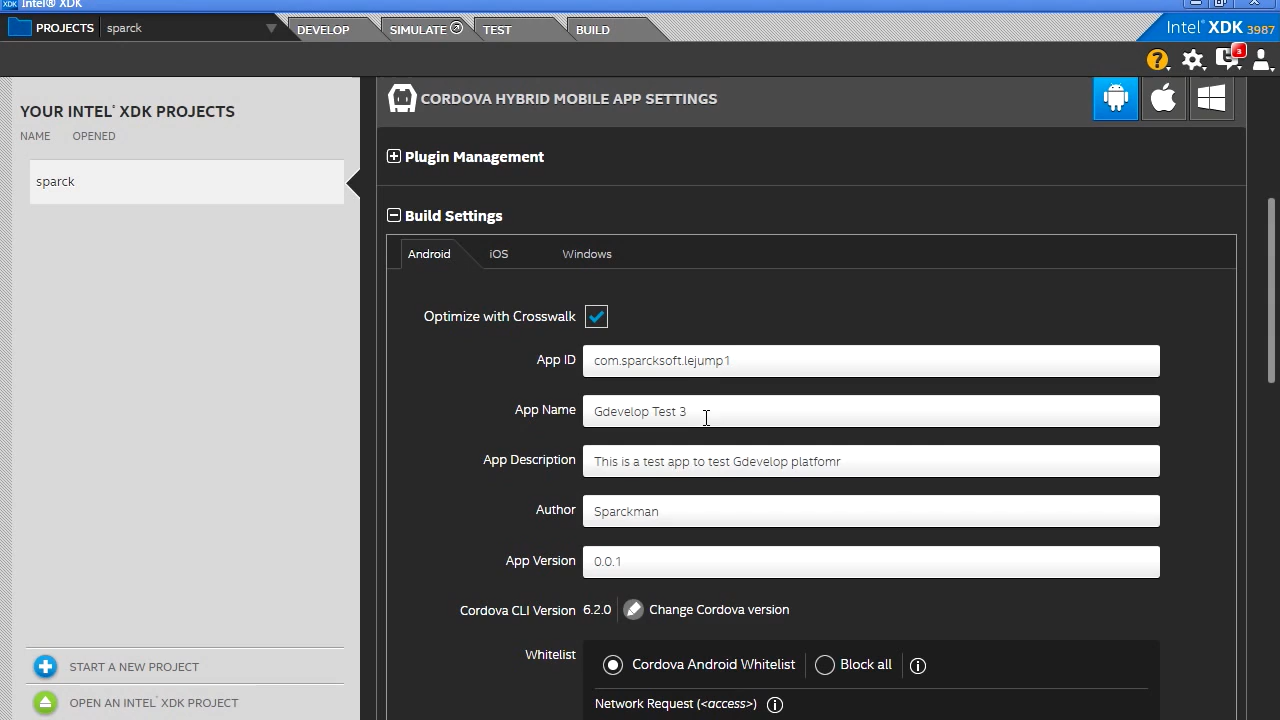 XDK Intel® XDK
PROJECTS sparck DEVELOP SIMULATE TEST BUILD Intel® XDK 3987
? 3
YOUR INTEL® XDK PROJECTS
NAME OPENED
sparck
START A NEW PROJECT
OPEN AN INTEL® XDK PROJECT
CORDOVA HYBRID MOBILE APP SETTINGS
Plugin Management
Build Settings
Android iOS Windows
Optimize with Crosswalk
App ID com.sparcksoft.lejump1
App Name Gdevelop Test 3
App Description This is a test app to test Gdevelop platfomr
Author Sparckman
App Version 0.0.1
Cordova CLI Version 6.2.0 Change Cordova version
Whitelist Cordova Android Whitelist Block all
Network Request (<access>)